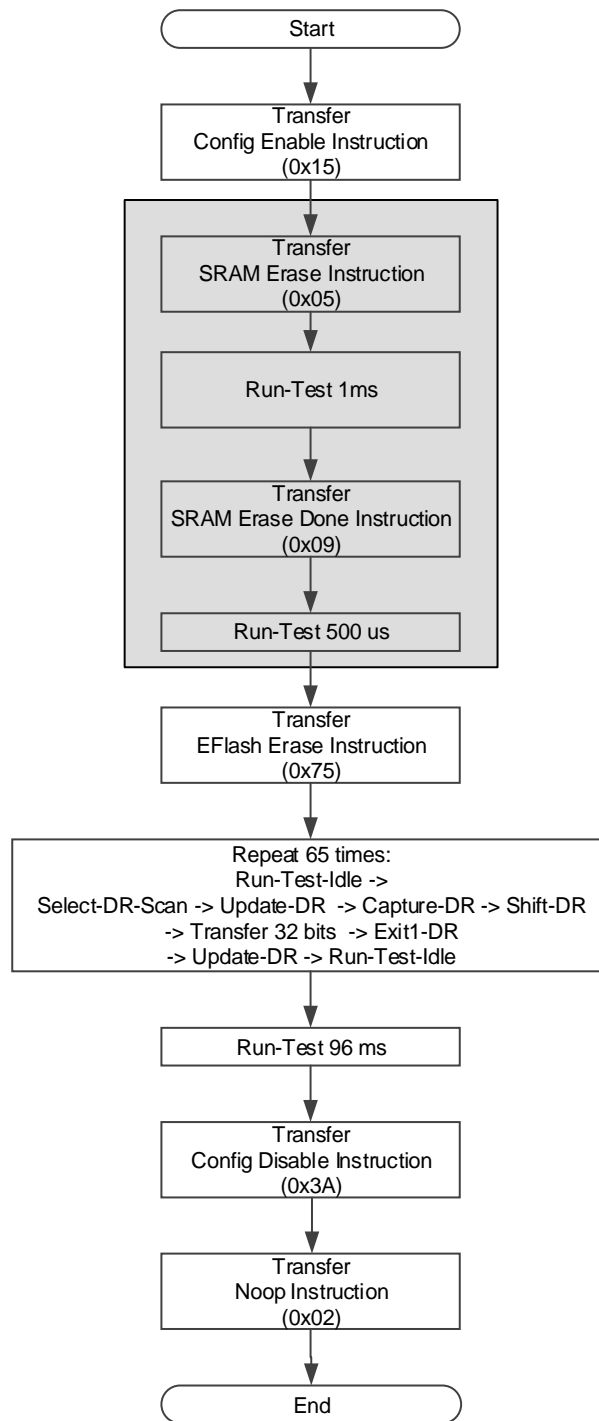 Start
Transfer
Config Enable Instruction
(0x15)
Transfer
SRAM Erase Instruction
(0x05)
Run-Test 1ms
Transfer
SRAM Erase Done Instruction
(0x09)
Run-Test 500 us
Transfer
EFlash Erase Instruction
(0x75)
Repeat 65 times:
Run-Test-Idle ->
Select-DR-Scan -> Update-DR -> Capture-DR -> Shift-DR
-> Transfer 32 bits -> Exit1-DR
-> Update-DR -> Run-Test-Idle
Run-Test 96 ms
Transfer
Config Disable Instruction
(0x3A)
Transfer
Noop Instruction
(0x02)
End